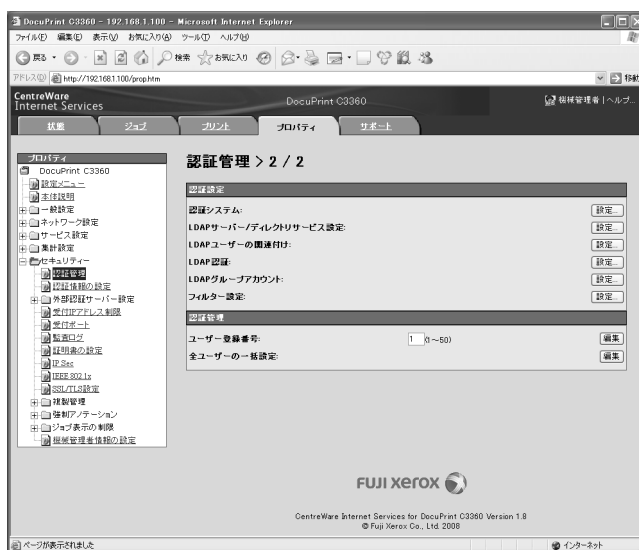 DocuPrint C3360 - 192.168.1.100 - Microsoft Internet Explorer
ファイル(F) 編集(E) 表示(V) お気に入り(A) ツール(T) ヘルプ(H)
戻る 検索 お気に入り
アドレス(D) http://192.168.1.100/prop.htm 移動
CentreWare
Internet Services
DocuPrint C3360
機械管理者 | ヘルプ...
状態 ジョブ プリント プロパティ サポート
プロパティ
DocuPrint C3360
設定メニュー
本体説明
一般設定
ネットワーク設定
サービス設定
集計設定
セキュリティー
認証管理
認証情報の設定
外部認証サーバー設定
受付IPアドレス制限
受付ポート
監査ログ
証明書の設定
IP Sec
IEEE 802.1x
SSL/TLS設定
複製管理
強制アノテーション
ジョブ表示の制限
機械管理者情報の設定
認証管理 > 2 / 2
認証設定
認証システム: 設定...
LDAPサーバー/ディレクトリサービス設定: 設定...
LDAPユーザーの関連付け: 設定...
LDAP認証: 設定...
LDAPグループアカウント: 設定...
フィルター設定: 設定...
認証管理
ユーザー登録番号: 1 (1~50) 編集
全ユーザーの一括設定: 編集
FUJI XEROX
CentreWare Internet Services for DocuPrint C3360 Version 1.8
© Fuji Xerox Co., Ltd. 2008
ページが表示されました インターネット